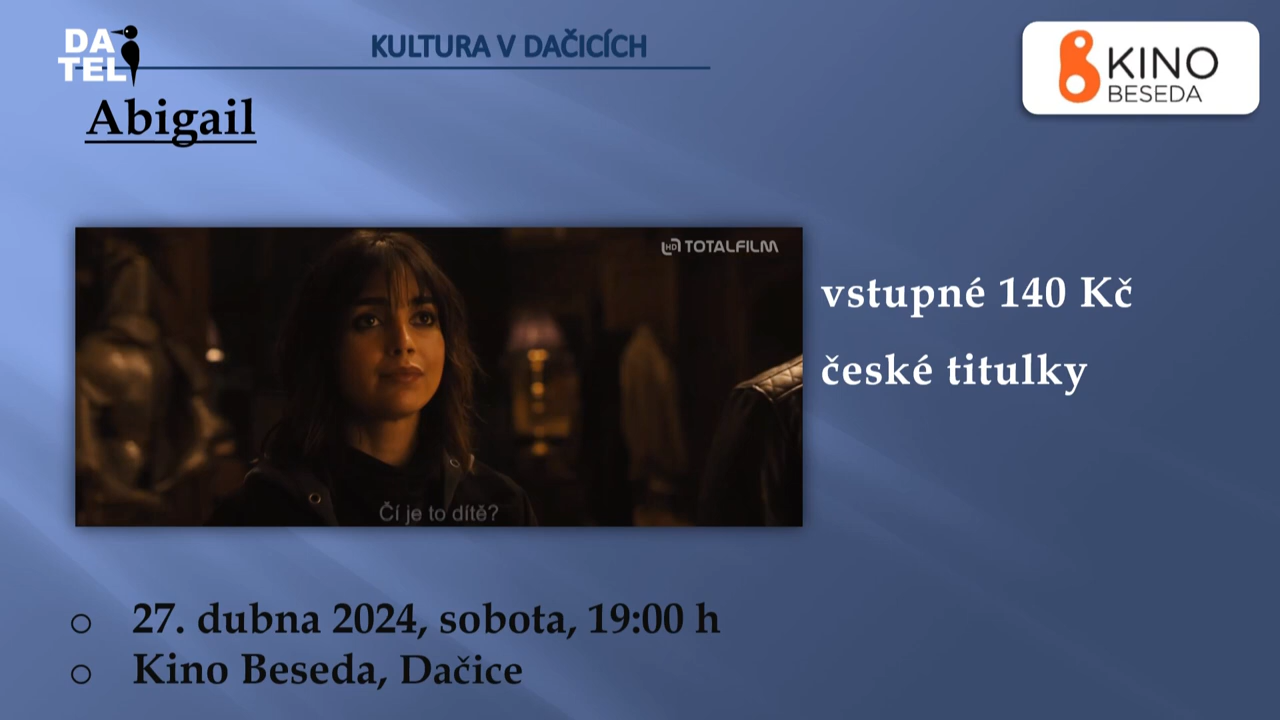 DA
TEL
KULTURA V DAČICÍCH
KINO
BESEDA
Abigail
HD TOTALFILM
Čí je to dítě?
vstupné 140 Kč
české titulky
o 27. dubna 2024, sobota, 19:00 h
o Kino Beseda, Dačice